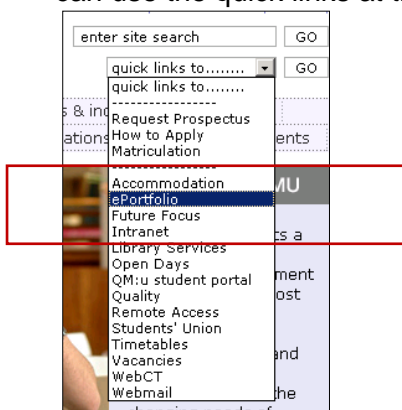 can use the quick links at t
enter site search GO
quick links to........ GO
quick links to........
-----------------
Request Prospectus
How to Apply
Matriculation
-----------------
Accommodation
ePortfolio
Future Focus
Intranet
Library Services
Open Days
QM:u student portal
Quality
Remote Access
Students' Union
Timetables
Vacancies
WebCT
Webmail
s & in
ations
ents
MU
ts a
ment
ost
and
he